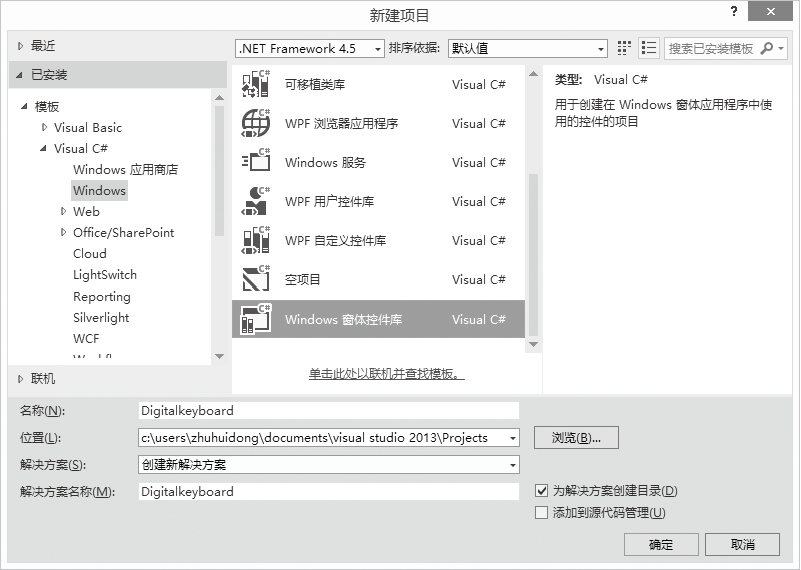 新建项目
?
最近
已安装
模板
Visual Basic
Visual C#
Windows 应用商店
Windows
Web
Office/SharePoint
Cloud
LightSwitch
Reporting
Silverlight
WCF
联机
.NET Framework 4.5 排序依据: 默认值
搜索已安装模板
可移植类库 Visual C#
WPF 浏览器应用程序 Visual C#
Windows 服务 Visual C#
WPF 用户控件库 Visual C#
WPF 自定义控件库 Visual C#
空项目 Visual C#
Windows 窗体控件库 Visual C#
单击此处以联机并查找模板。
类型: Visual C#
用于创建在 Windows 窗体应用程序中使
用的控件的项目
名称(N): Digitalkeyboard
位置(L): c:\users\zhuhuidong\documents\visual studio 2013\Projects 浏览(B)...
解决方案(S): 创建新解决方案
解决方案名称(M): Digitalkeyboard
为解决方案创建目录(D)
添加到源代码管理(U)
确定 取消